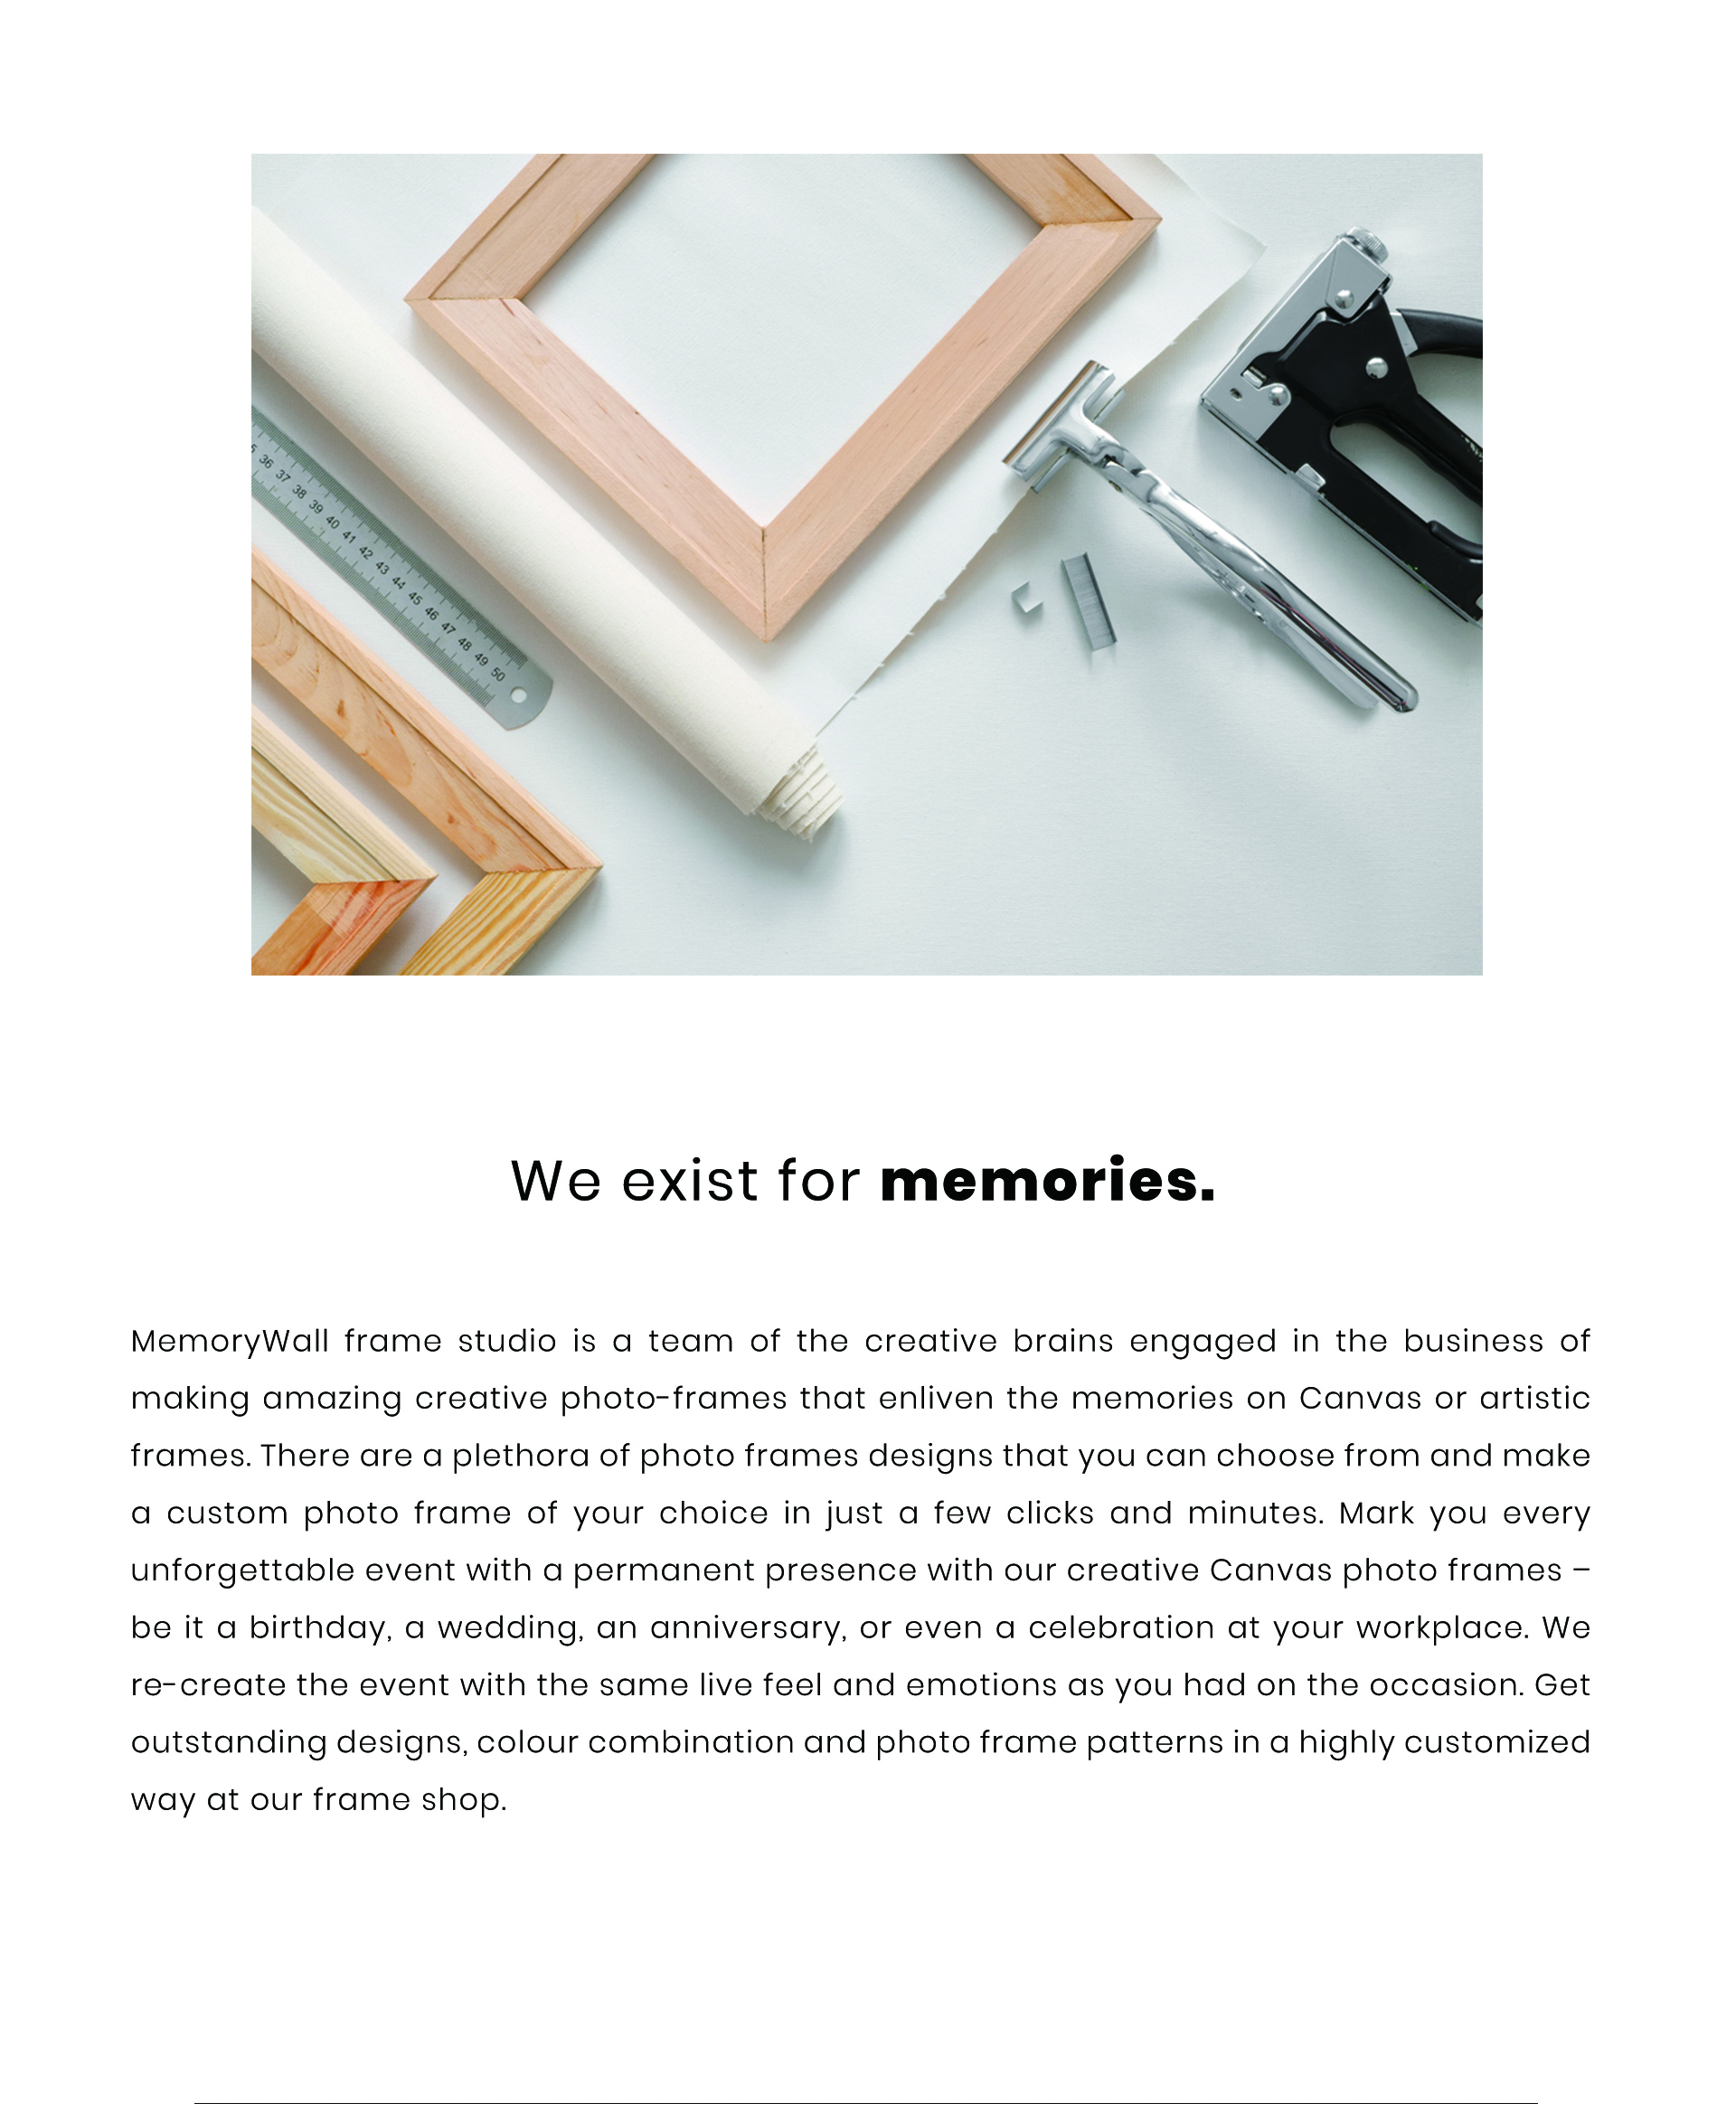 36 37 38 39 40 41 42 43 44 45 46 47 48 49 50
We exist for memories.
MemoryWall frame studio is a team of the creative brains engaged in the business of
making amazing creative photo-frames that enliven the memories on Canvas or artistic
frames. There are a plethora of photo frames designs that you can choose from and make
a custom photo frame of your choice in just a few clicks and minutes. Mark you every
unforgettable event with a permanent presence with our creative Canvas photo frames –
be it a birthday, a wedding, an anniversary, or even a celebration at your workplace. We
re-create the event with the same live feel and emotions as you had on the occasion. Get
outstanding designs, colour combination and photo frame patterns in a highly customized
way at our frame shop.